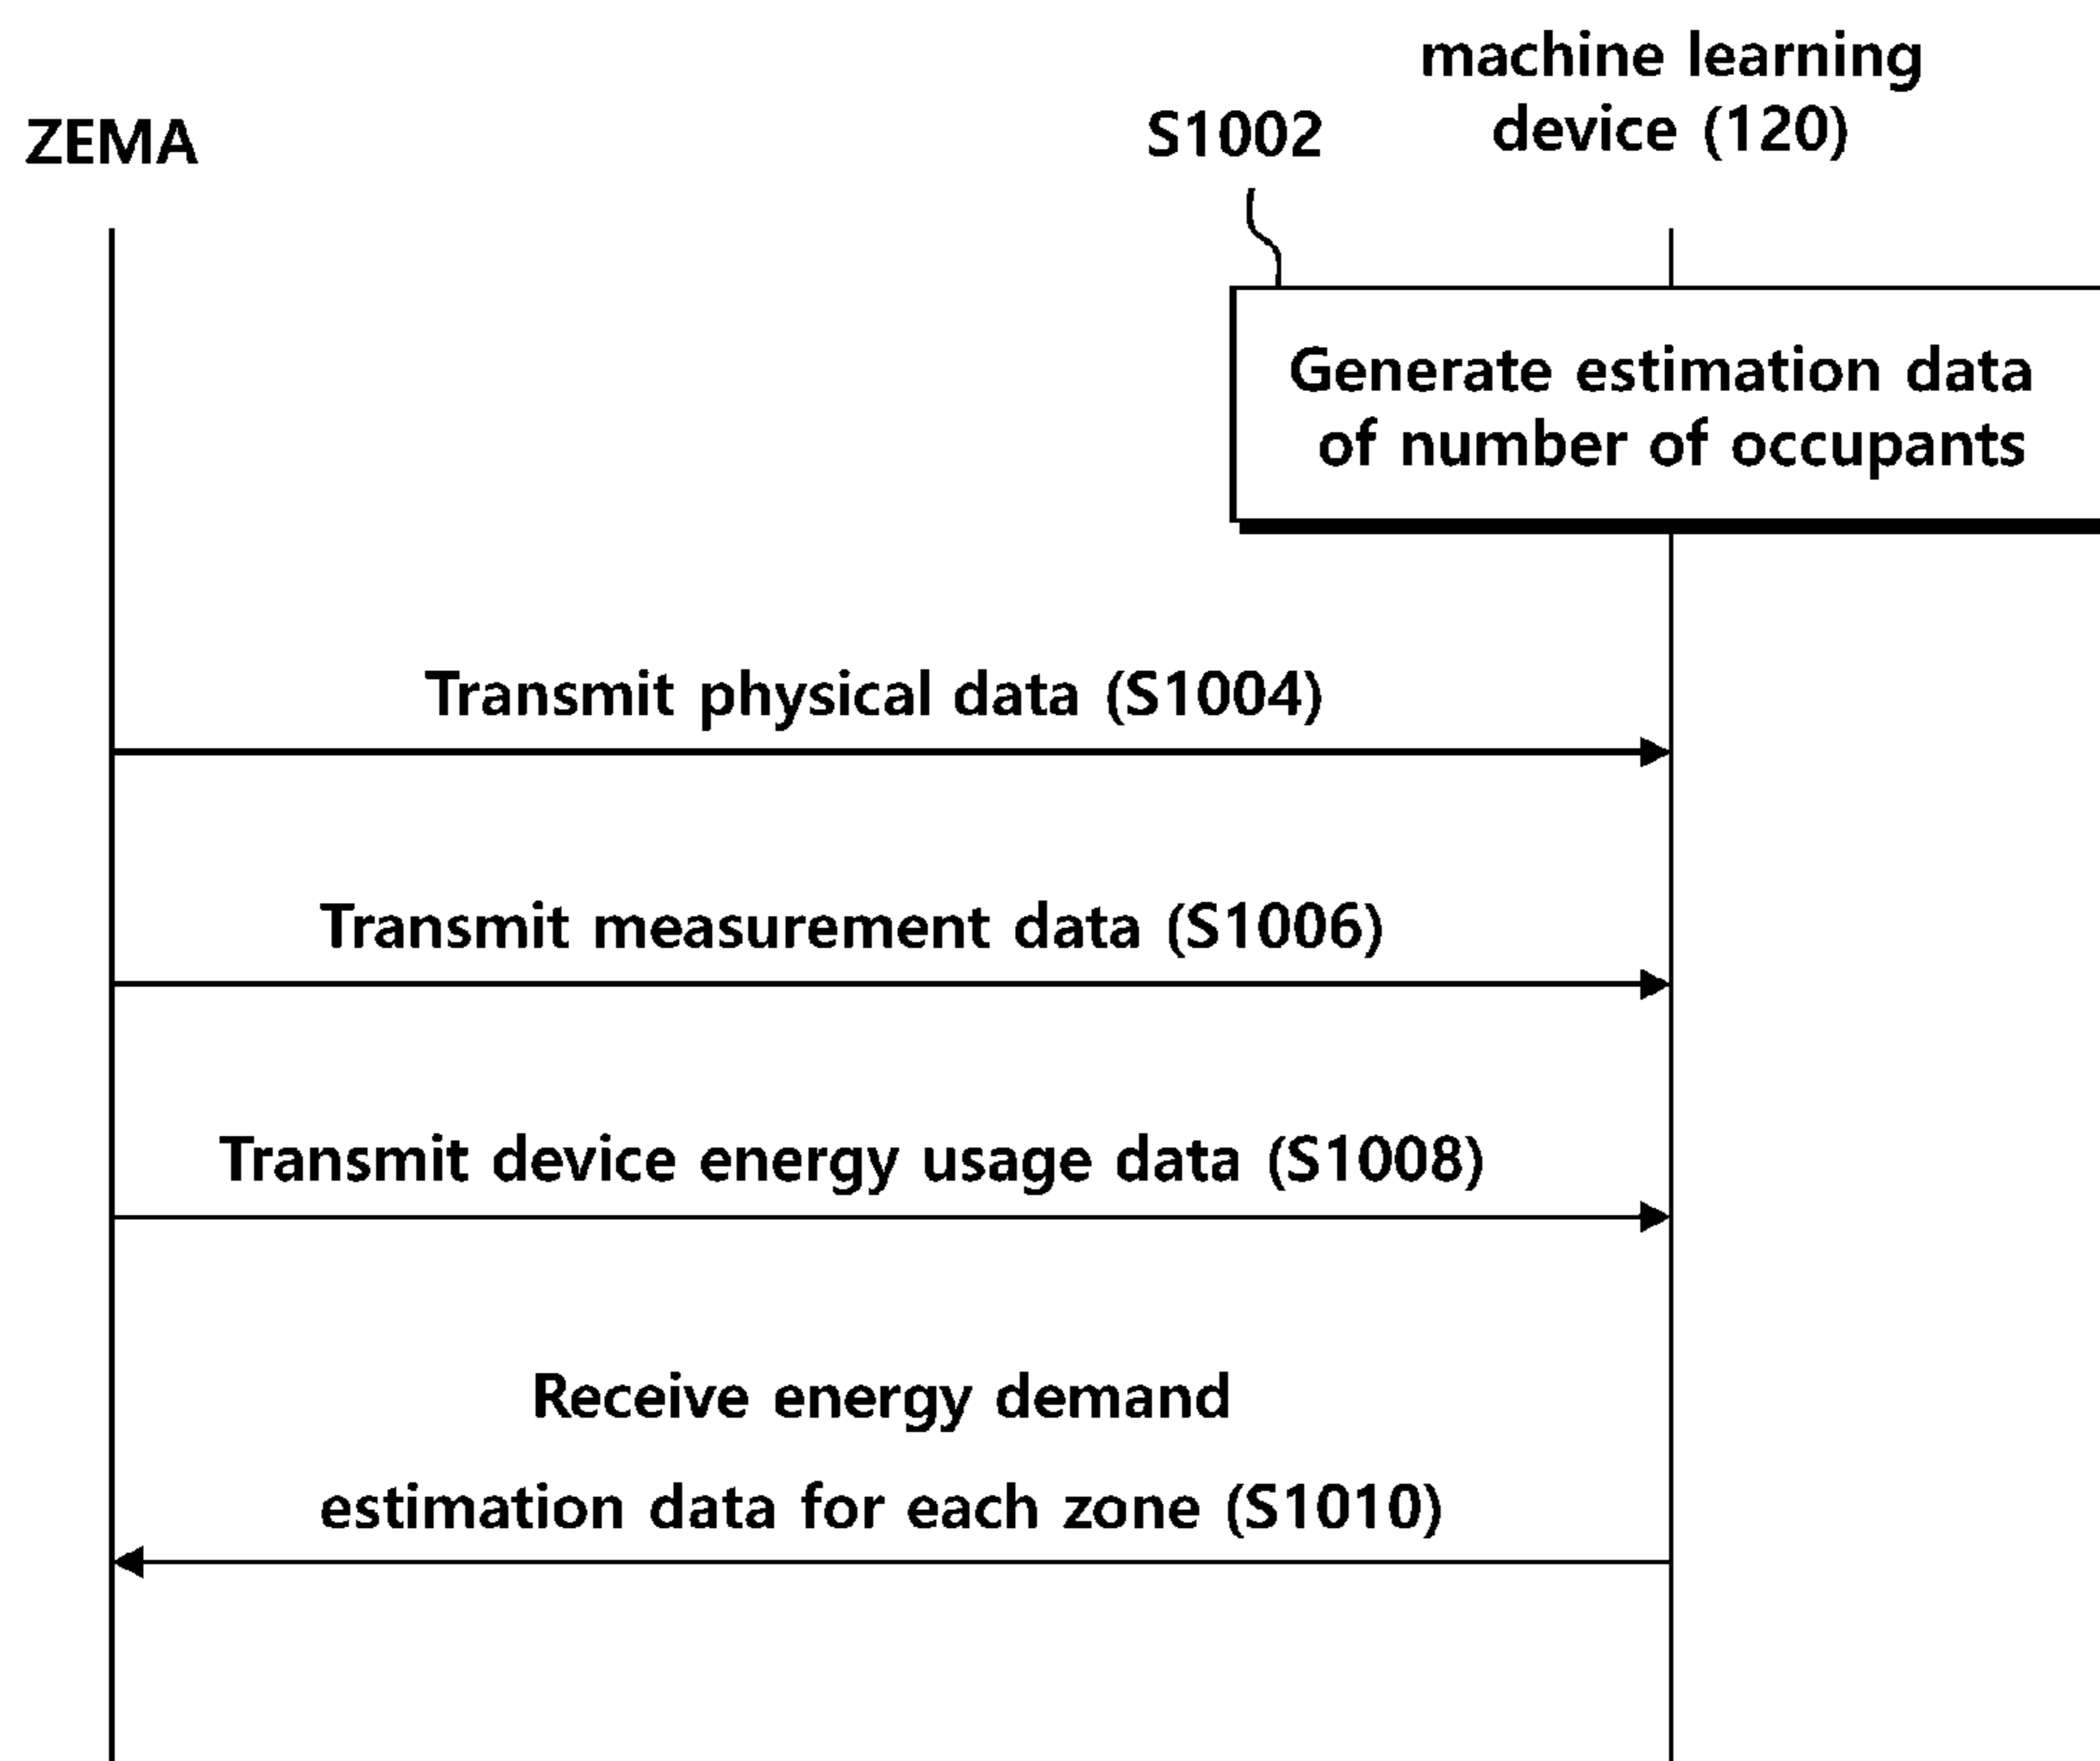 ZEMA
S1002
machine learning
device (120)
Generate estimation data
of number of occupants
Transmit physical data (S1004)
Transmit measurement data (S1006)
Transmit device energy usage data (S1008)
Receive energy demand
estimation data for each zone (S1010)